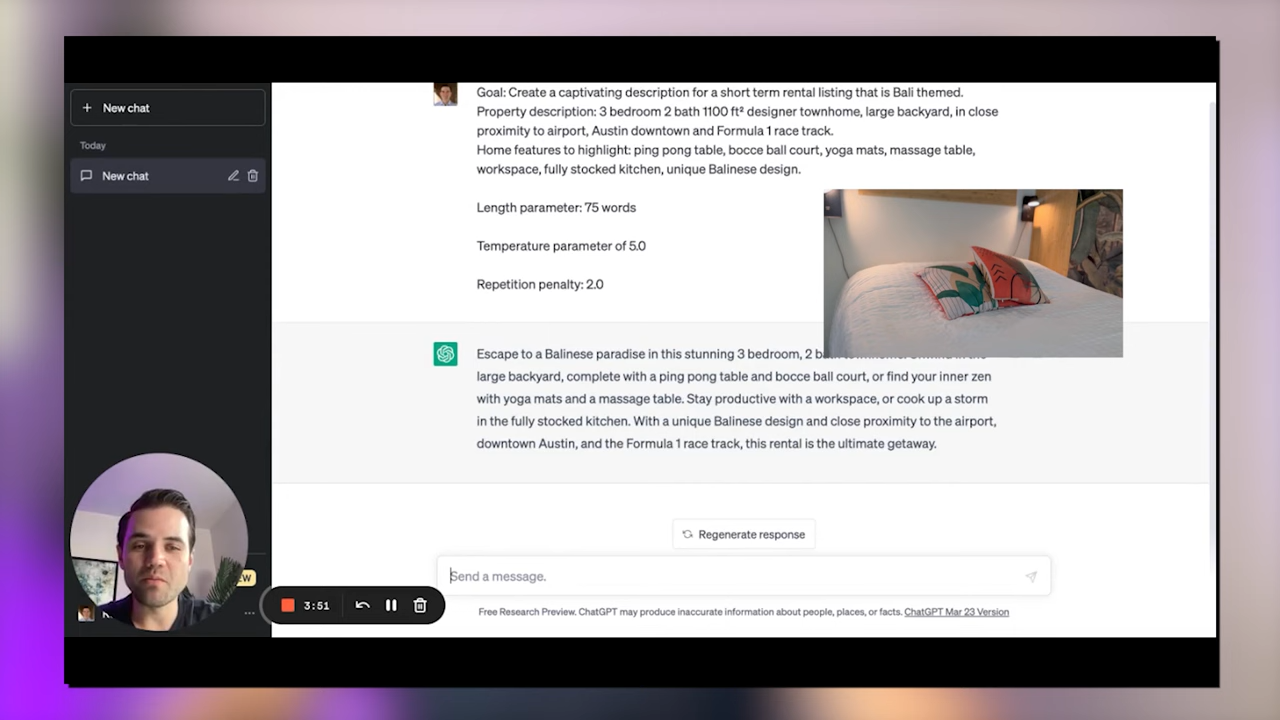 New chat
Today
New chat
Goal: Create a captivating description for a short term rental listing that is Bali themed.
Property description: 3 bedroom 2 bath 1100 ft² designer townhome, large backyard, in close
proximity to airport, Austin downtown and Formula 1 race track.
Home features to highlight: ping pong table, bocce ball court, yoga mats, massage table,
workspace, fully stocked kitchen, unique Balinese design.
Length parameter: 75 words
Temperature parameter of 5.0
Repetition penalty: 2.0
Escape to a Balinese paradise in this stunning 3 bedroom, 2
large backyard, complete with a ping pong table and bocce ball court, or find your inner zen
with yoga mats and a massage table. Stay productive with a workspace, or cook up a storm
in the fully stocked kitchen. With a unique Balinese design and close proximity to the airport,
downtown Austin, and the Formula 1 race track, this rental is the ultimate getaway.
Regenerate response
Send a message.
Free Research Preview. ChatGPT may produce inaccurate information about people, places, or facts. ChatGPT Mar 23 Version
3:51